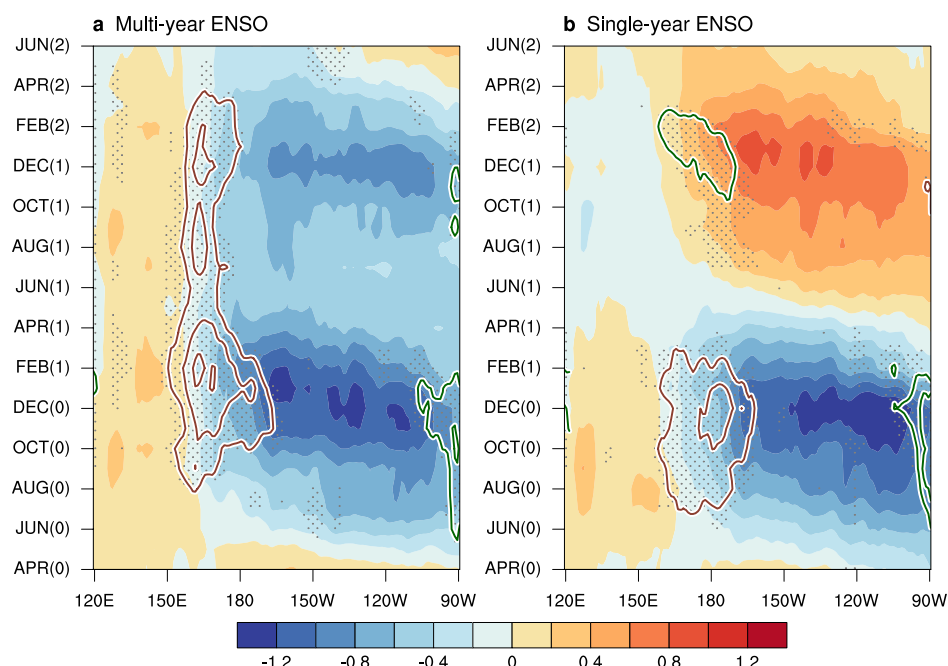 a Multi-year ENSO
b Single-year ENSO
JUN(2)
APR(2)
FEB(2)
DEC(1)
OCT(1)
AUG(1)
JUN(1)
APR(1)
FEB(1)
DEC(0)
OCT(0)
AUG(0)
JUN(0)
APR(0)
120E 150E 180 150W 120W 90W
JUN(2)
APR(2)
FEB(2)
DEC(1)
OCT(1)
AUG(1)
JUN(1)
APR(1)
FEB(1)
DEC(0)
OCT(0)
AUG(0)
JUN(0)
APR(0)
120E 150E 180 150W 120W 90W
-1.2 -0.8 -0.4 0 0.4 0.8 1.2